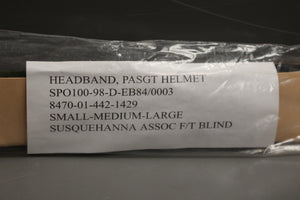 HEADBAND, PASGT HELMET
SPO100-98-D-EB84/0003
8470-01-442-1429
SMALL-MEDIUM-LARGE
SUSQUEHANNA ASSOC F/T BLIND